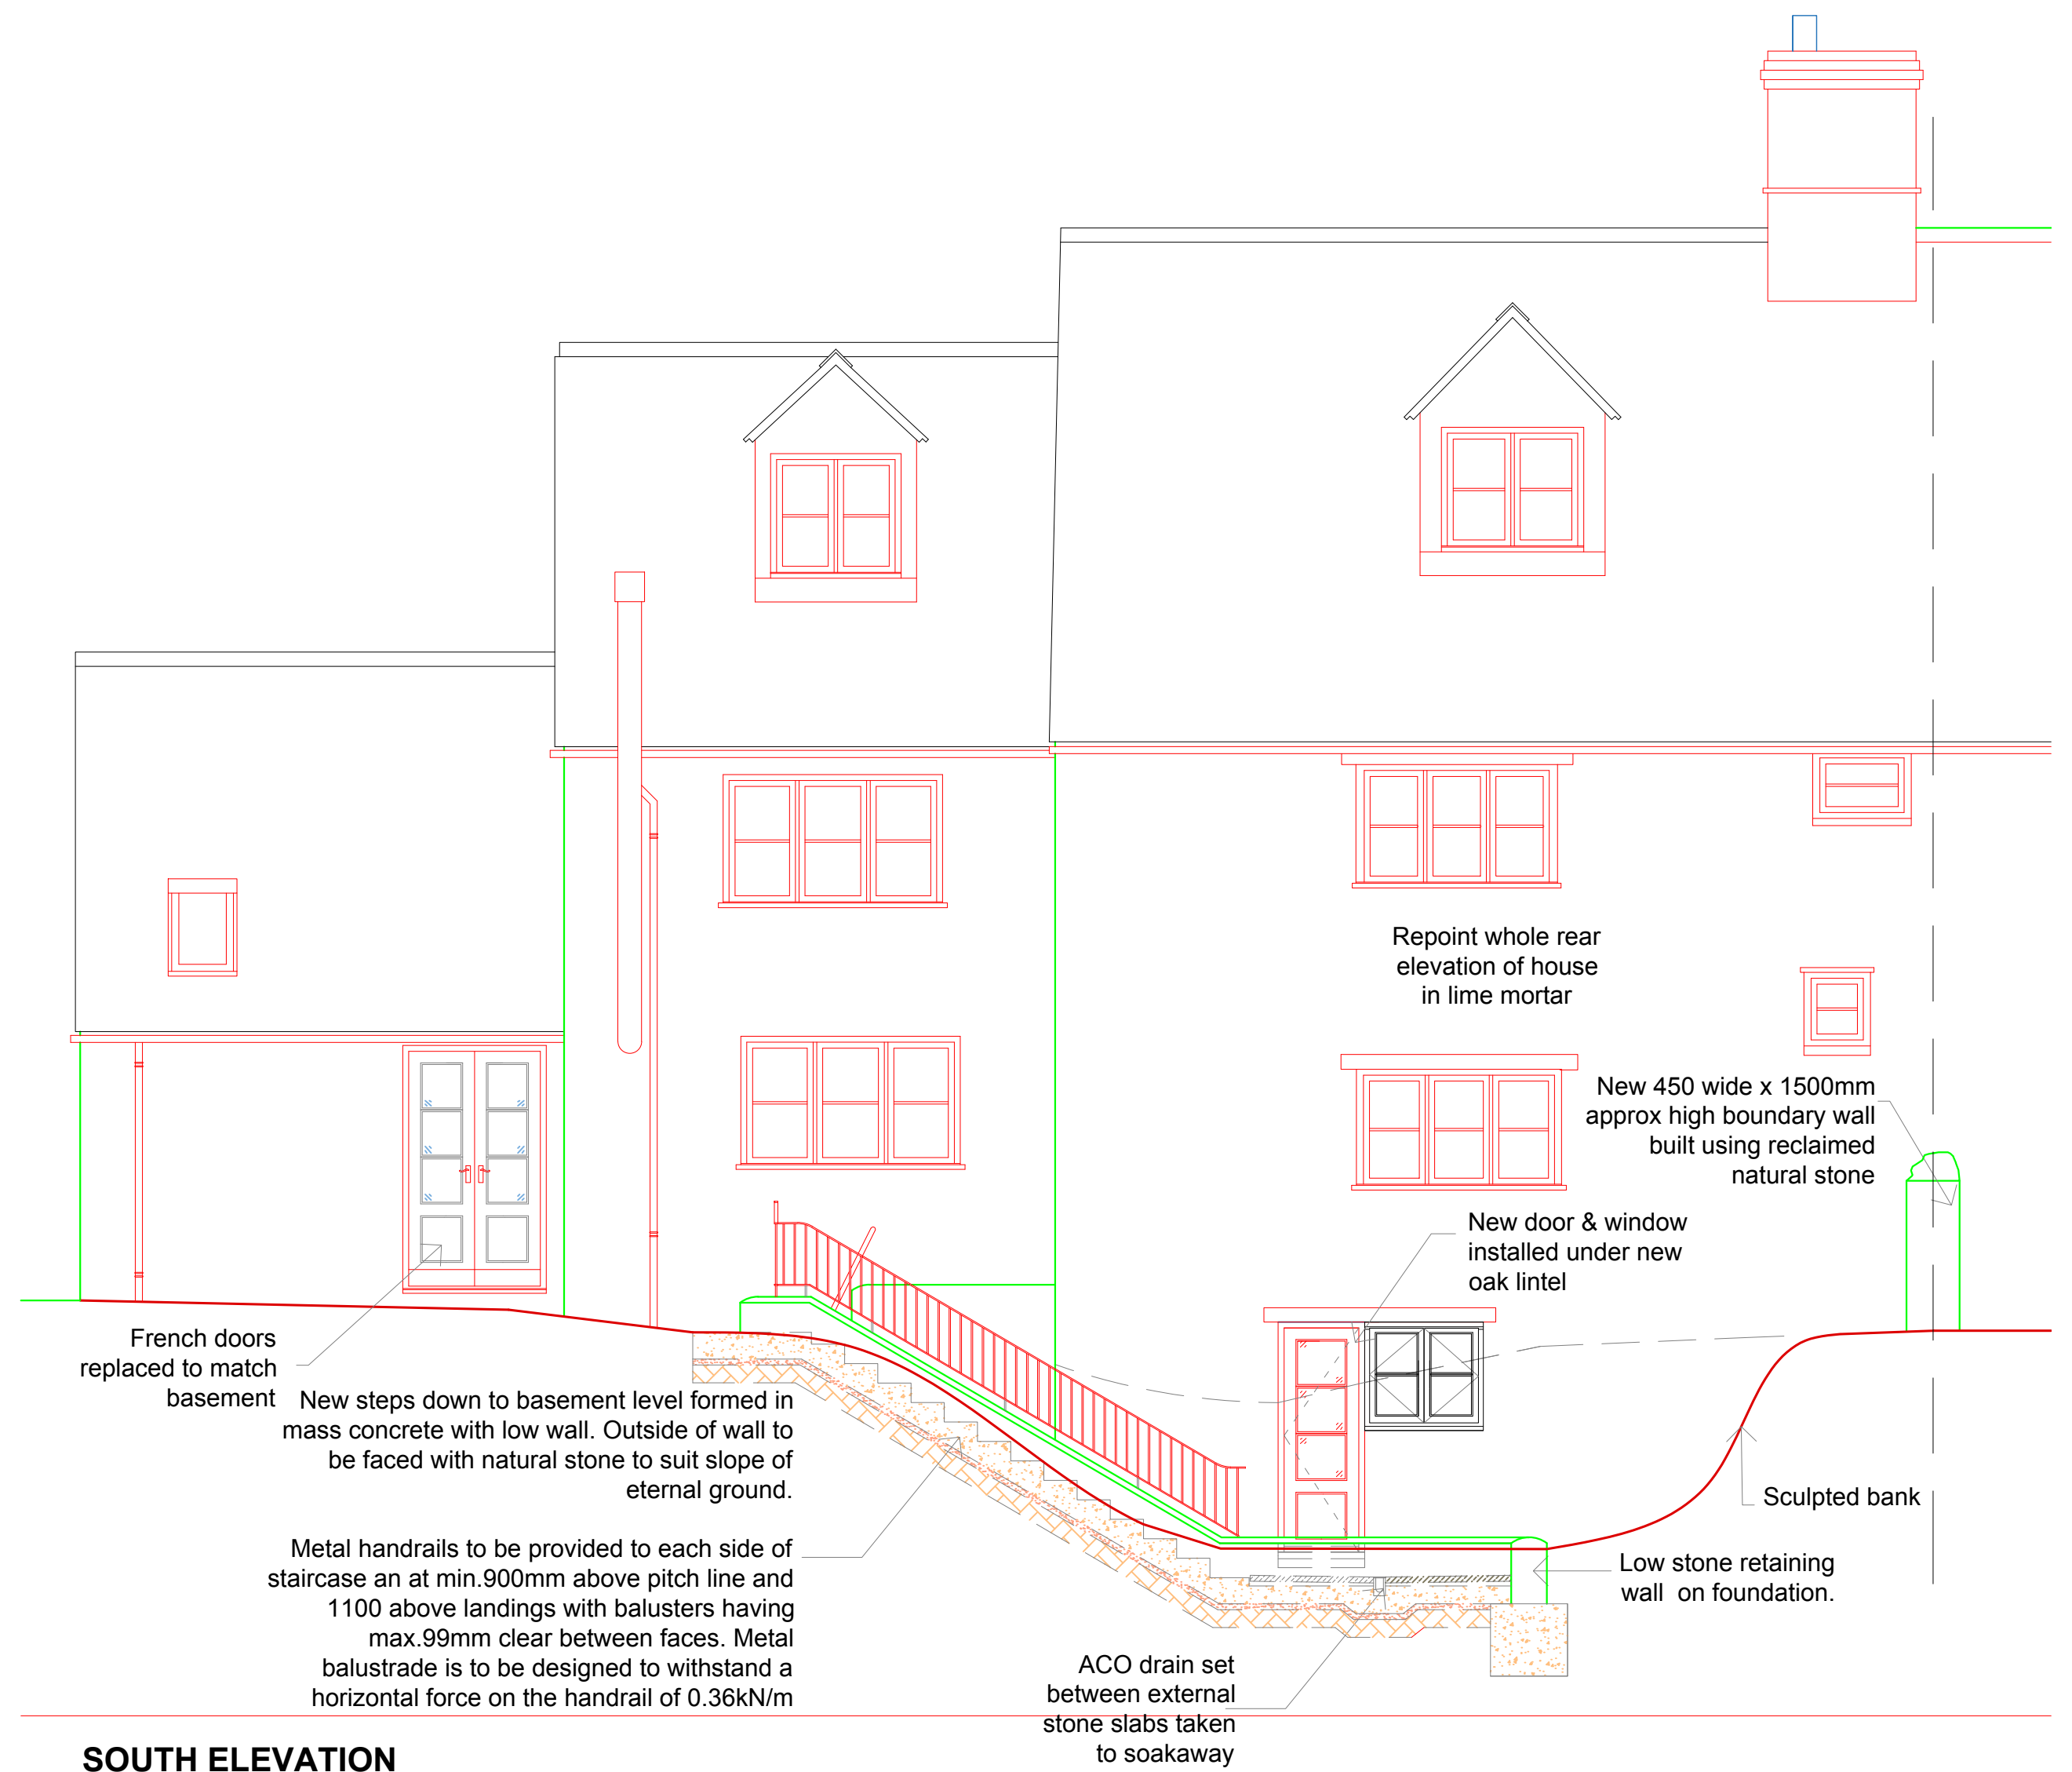 Repoint whole rear
elevation of house
in lime mortar
New 450 wide x 1500mm
approx high boundary wall
built using reclaimed
natural stone
New door & window
installed under new
oak lintel
French doors
replaced to match
basement
New steps down to basement level formed in
mass concrete with low wall. Outside of wall to
be faced with natural stone to suit slope of
eternal ground.
Metal handrails to be provided to each side of
staircase an at min.900mm above pitch line and
1100 above landings with balusters having
max.99mm clear between faces. Metal
balustrade is to be designed to withstand a
horizontal force on the handrail of 0.36kN/m
Sculpted bank
Low stone retaining
wall on foundation.
ACO drain set
between external
stone slabs taken
to soakaway
SOUTH ELEVATION